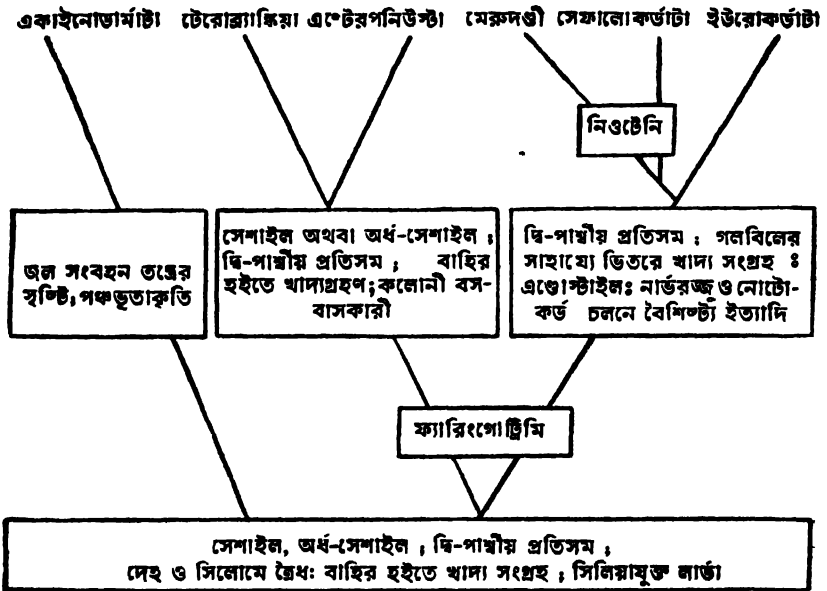 একাইনোডার্মাটা টেরোব্র্যাঙ্কিয়া এণ্টেরপনিউস্টা মেরুদণ্ডী সেফালোকর্ডাটা ইউরোকর্ডাটা
নিওটেনি
জল সংবহন তন্ত্রের
সৃষ্টি, পঞ্চভূতাকৃতি
সেশাইল অথবা অর্ধ-সেশাইল ;
দ্বি-পার্শ্বীয় প্রতিসম ; বাহির
হইতে খাদ্যগ্রহণ; কলোনী বস-
বাসকারী
দ্বি-পার্শ্বীয় প্রতিসম : গলবিলের
সাহায্যে ভিতরে খাদ্য সংগ্রহ ঃ
এণ্ডোস্টাইলঃ নার্ভরজ্জু ও নোটো-
কর্ড চলনে বৈশিষ্ট্য ইত্যাদি
ফ্যারিংগোট্রিমি
সেশাইল, অর্ধ-সেশাইল ; দ্বি-পার্শ্বীয় প্রতিসম ;
দেহ ও সিলোমে ত্রৈধঃ বাহির হইতে খাদ্য সংগ্রহ ; সিলিয়াযুক্ত লার্ভা